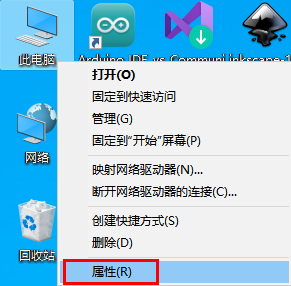 此电脑
Arduino IDE
vs_Communi...
Inkscape-1
打开(O)
固定到快速访问
管理(G)
固定到“开始”屏幕(P)
网络
映射网络驱动器(N)...
断开网络驱动器的连接(C)...
创建快捷方式(S)
删除(D)
回收站
属性(R)